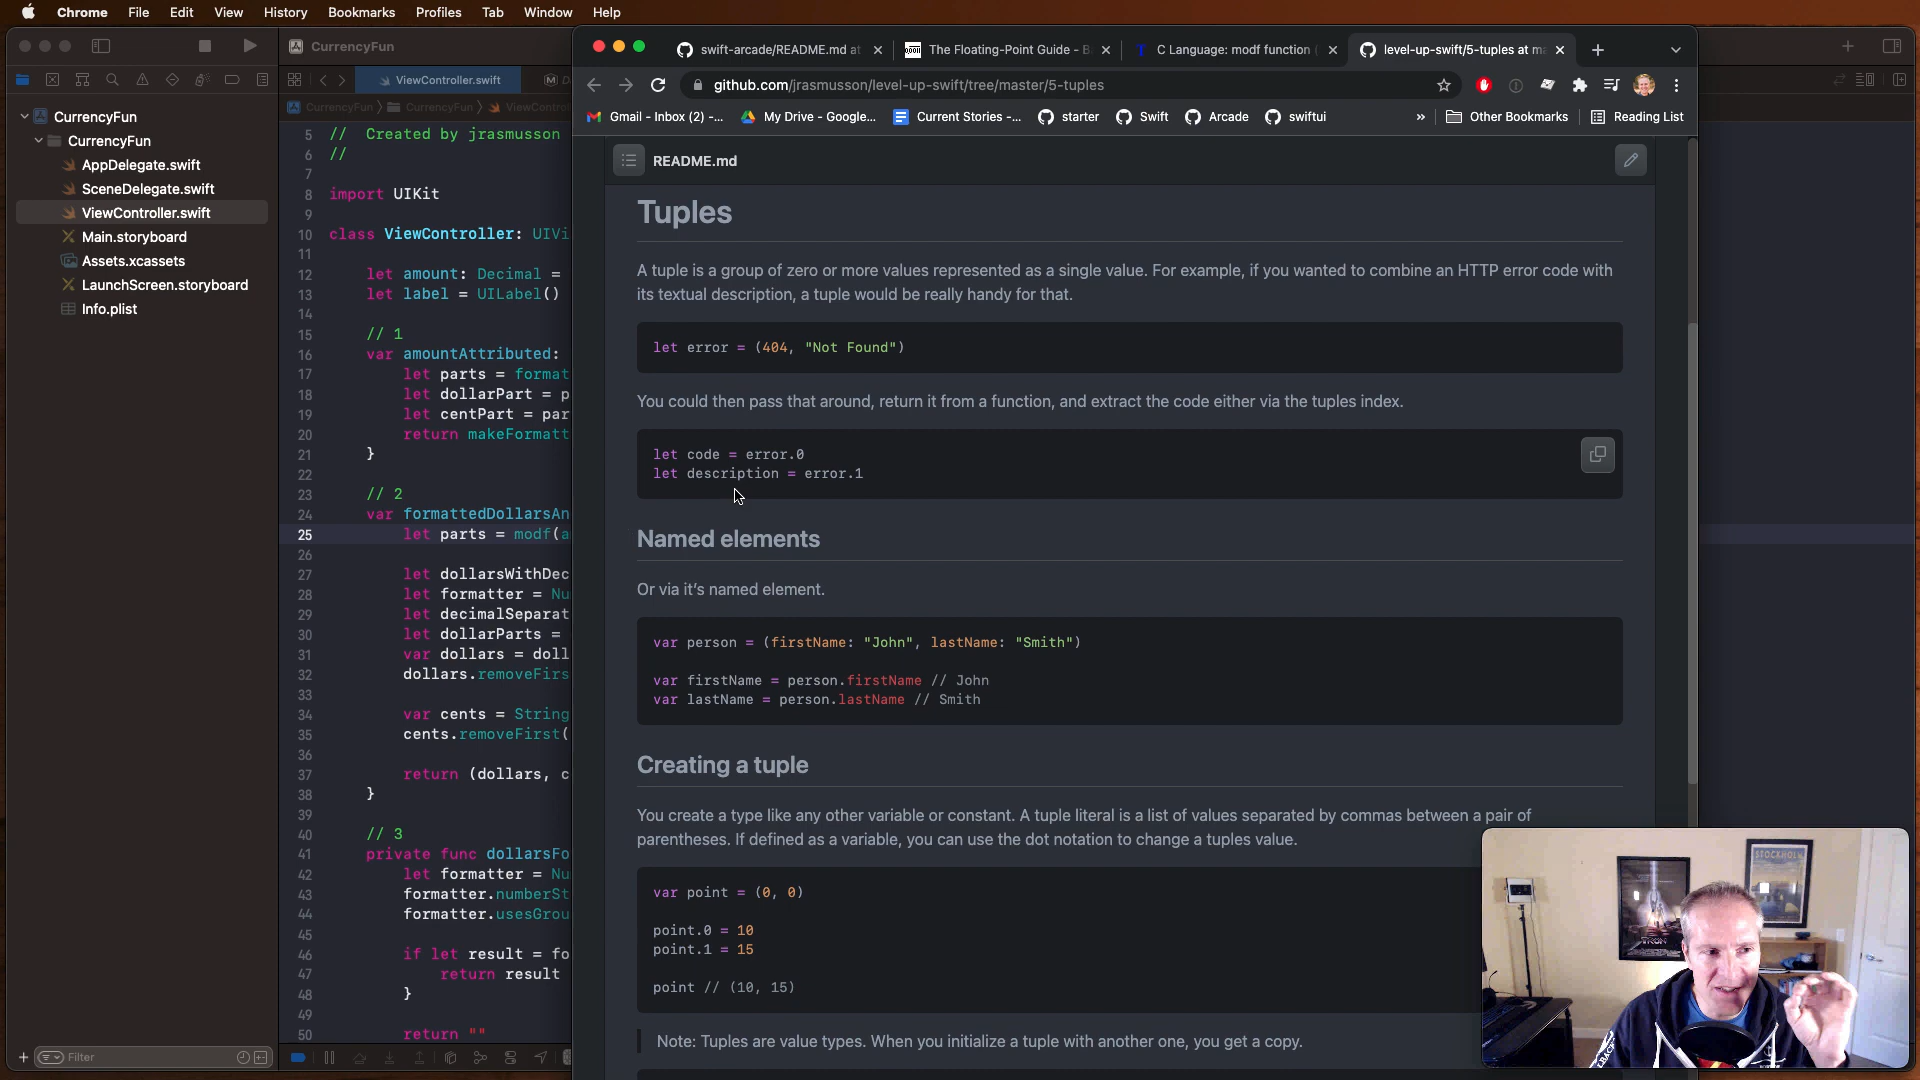 Chrome File Edit View History Bookmarks Profiles Tab Window Help
CurrencyFun
ViewController.swift
CurrencyFun
CurrencyFun
AppDelegate.swift
SceneDelegate.swift
ViewController.swift
Main.storyboard
Assets.xcassets
LaunchScreen.storyboard
Info.plist
Filter
CurrencyFun CurrencyFun ViewContro
5 // Created by jrasmusson
6 //
7
8 import UIKit
9
10 class ViewController: UIVi
11
12 let amount: Decimal =
13 let label = UILabel()
14
15 // 1
16 var amountAttributed:
17 let parts = format
18 let dollarPart = p
19 let centPart = par
20 return makeFormatt
21 }
22
23 // 2
24 var formattedDollarsAn
25 let parts = modf(a
26
27 let dollarsWithDec
28 let formatter = Nu
29 let decimalSeparat
30 let dollarParts =
31 var dollars = doll
32 dollars.removeFirs
33
34 var cents = String
35 cents.removeFirst(
36
37 return (dollars, c
38 }
39
40 // 3
41 private func dollarsFo
42 let formatter = Nu
43 formatter.numberSt
44 formatter.usesGrou
45
46 if let result = fo
47 return result
48 }
49
50 return ""
swift-arcade/README.md at
The Floating-Point Guide - B
C Language: modf function (
level-up-swift/5-tuples at ma
github.com/jrasmusson/level-up-swift/tree/master/5-tuples
Gmail - Inbox (2) -... My Drive - Google... Current Stories -... starter Swift Arcade swiftui » Other Bookmarks Reading List
README.md
Tuples
A tuple is a group of zero or more values represented as a single value. For example, if you wanted to combine an HTTP error code with
its textual description, a tuple would be really handy for that.
let error = (404, "Not Found")
You could then pass that around, return it from a function, and extract the code either via the tuples index.
let code = error.0
let description = error.1
Named elements
Or via it's named element.
var person = (firstName: "John", lastName: "Smith")
var firstName = person.firstName // John
var lastName = person.lastName // Smith
Creating a tuple
You create a type like any other variable or constant. A tuple literal is a list of values separated by commas between a pair of
parentheses. If defined as a variable, you can use the dot notation to change a tuples value.
var point = (0, 0)
point.0 = 10
point.1 = 15
point // (10, 15)
Note: Tuples are value types. When you initialize a tuple with another one, you get a copy.
STOCKHOLM
TRON